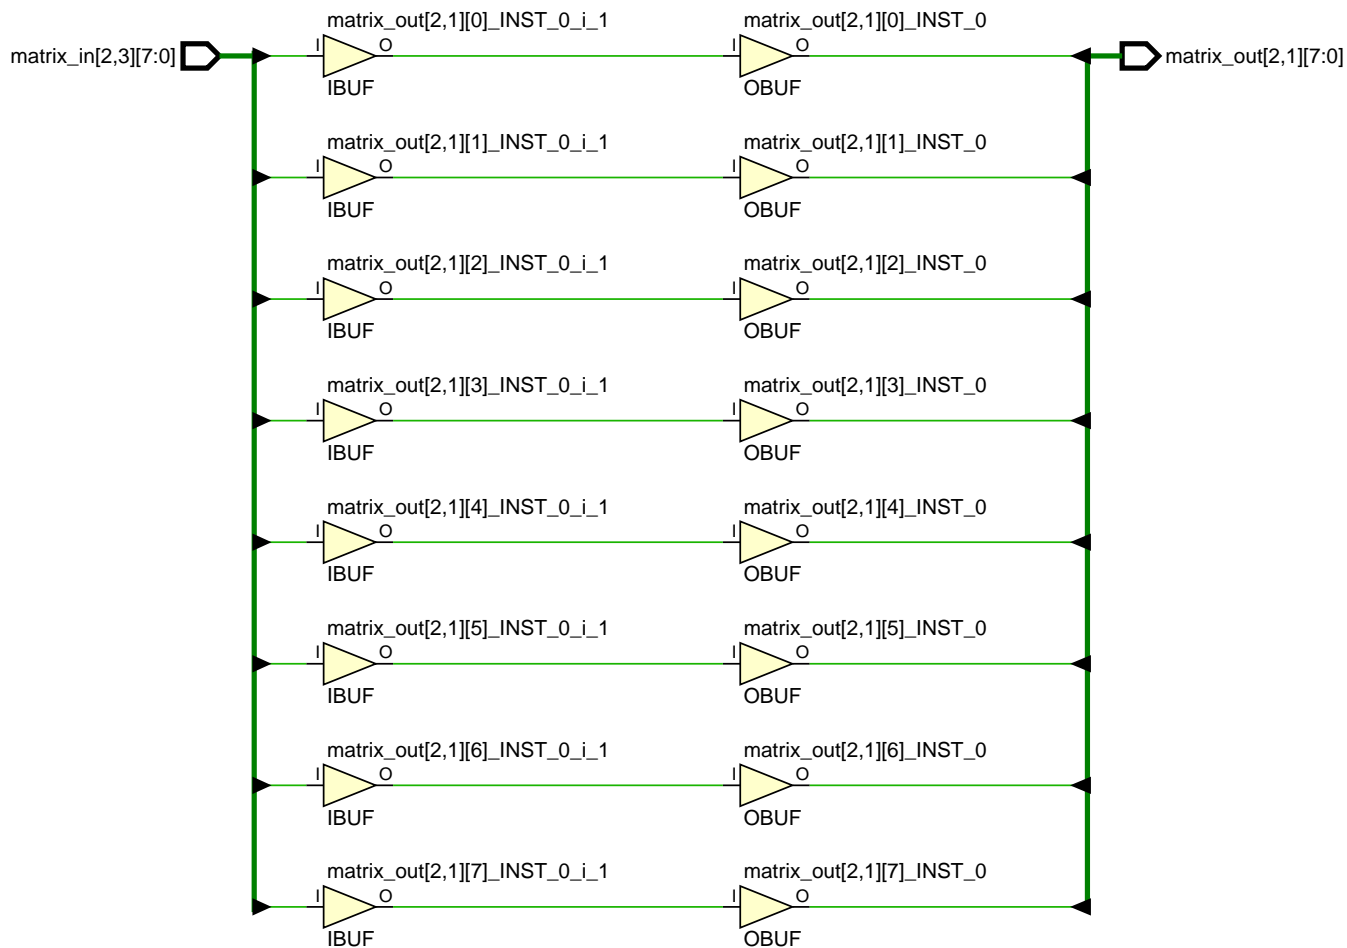 matrix_out[2,1][0]_INST_0_i_1 matrix_out[2,1][0]_INST_0
matrix_in[2,3][7:0] I O I O matrix_out[2,1][7:0]
IBUF OBUF
matrix_out[2,1][1]_INST_0_i_1 matrix_out[2,1][1]_INST_0
I O I O
IBUF OBUF
matrix_out[2,1][2]_INST_0_i_1 matrix_out[2,1][2]_INST_0
I O I O
IBUF OBUF
matrix_out[2,1][3]_INST_0_i_1 matrix_out[2,1][3]_INST_0
I O I O
IBUF OBUF
matrix_out[2,1][4]_INST_0_i_1 matrix_out[2,1][4]_INST_0
I O I O
IBUF OBUF
matrix_out[2,1][5]_INST_0_i_1 matrix_out[2,1][5]_INST_0
I O I O
IBUF OBUF
matrix_out[2,1][6]_INST_0_i_1 matrix_out[2,1][6]_INST_0
I O I O
IBUF OBUF
matrix_out[2,1][7]_INST_0_i_1 matrix_out[2,1][7]_INST_0
I O I O
IBUF OBUF